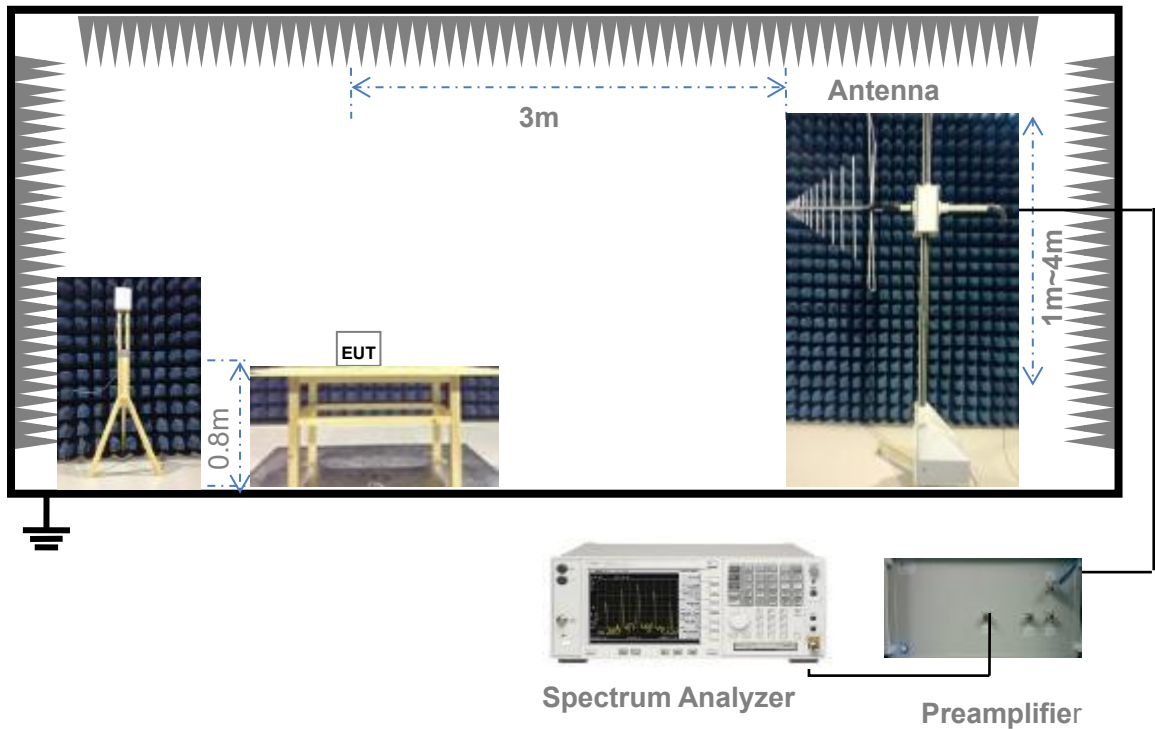 Antenna
3m
1m~4m
EUT
0.8m
Spectrum Analyzer
Preamplifier